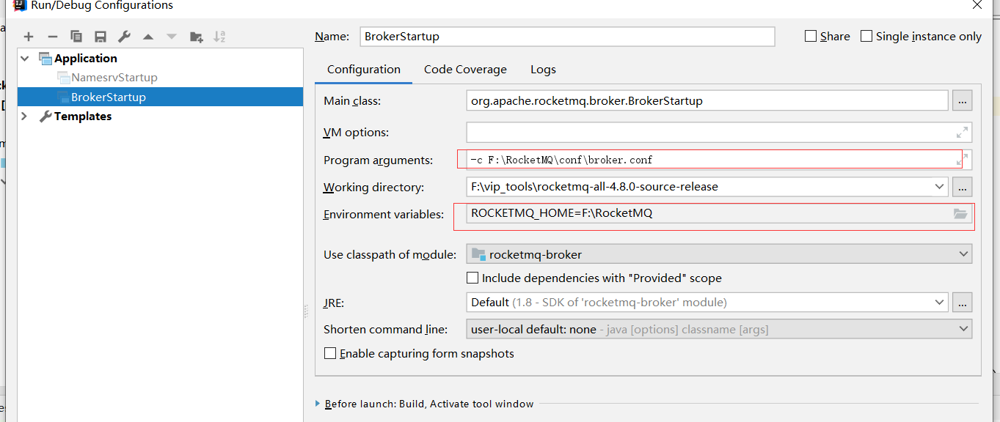 Run/Debug Configurations
Name: BrokerStartup Share Single instance only
Application
NamesrvStartup
BrokerStartup
Templates
Configuration Code Coverage Logs
Main class: org.apache.rocketmq.broker.BrokerStartup ...
VM options:
Program arguments: -c F:\RocketMQ\conf\broker.conf
Working directory: F:\vip_tools\rocketmq-all-4.8.0-source-release ...
Environment variables: ROCKETMQ_HOME=F:\RocketMQ
Use classpath of module: rocketmq-broker
Include dependencies with "Provided" scope
JRE: Default (1.8 - SDK of 'rocketmq-broker' module) ...
Shorten command line: user-local default: none - java [options] classname [args]
Enable capturing form snapshots
Before launch: Build, Activate tool window